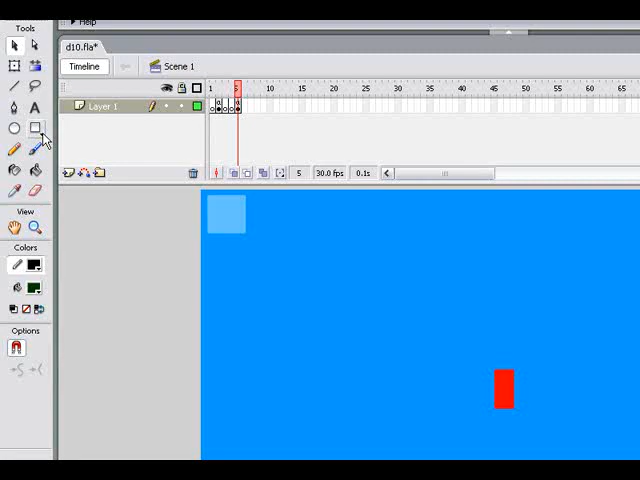 Help
Tools
d10.fla*
Timeline
Scene 1
1 5 10 15 20 25 30 35 40 45 50 55 60 65
Layer 1
A
5 30.0 fps 0.1s
View
Colors
Options